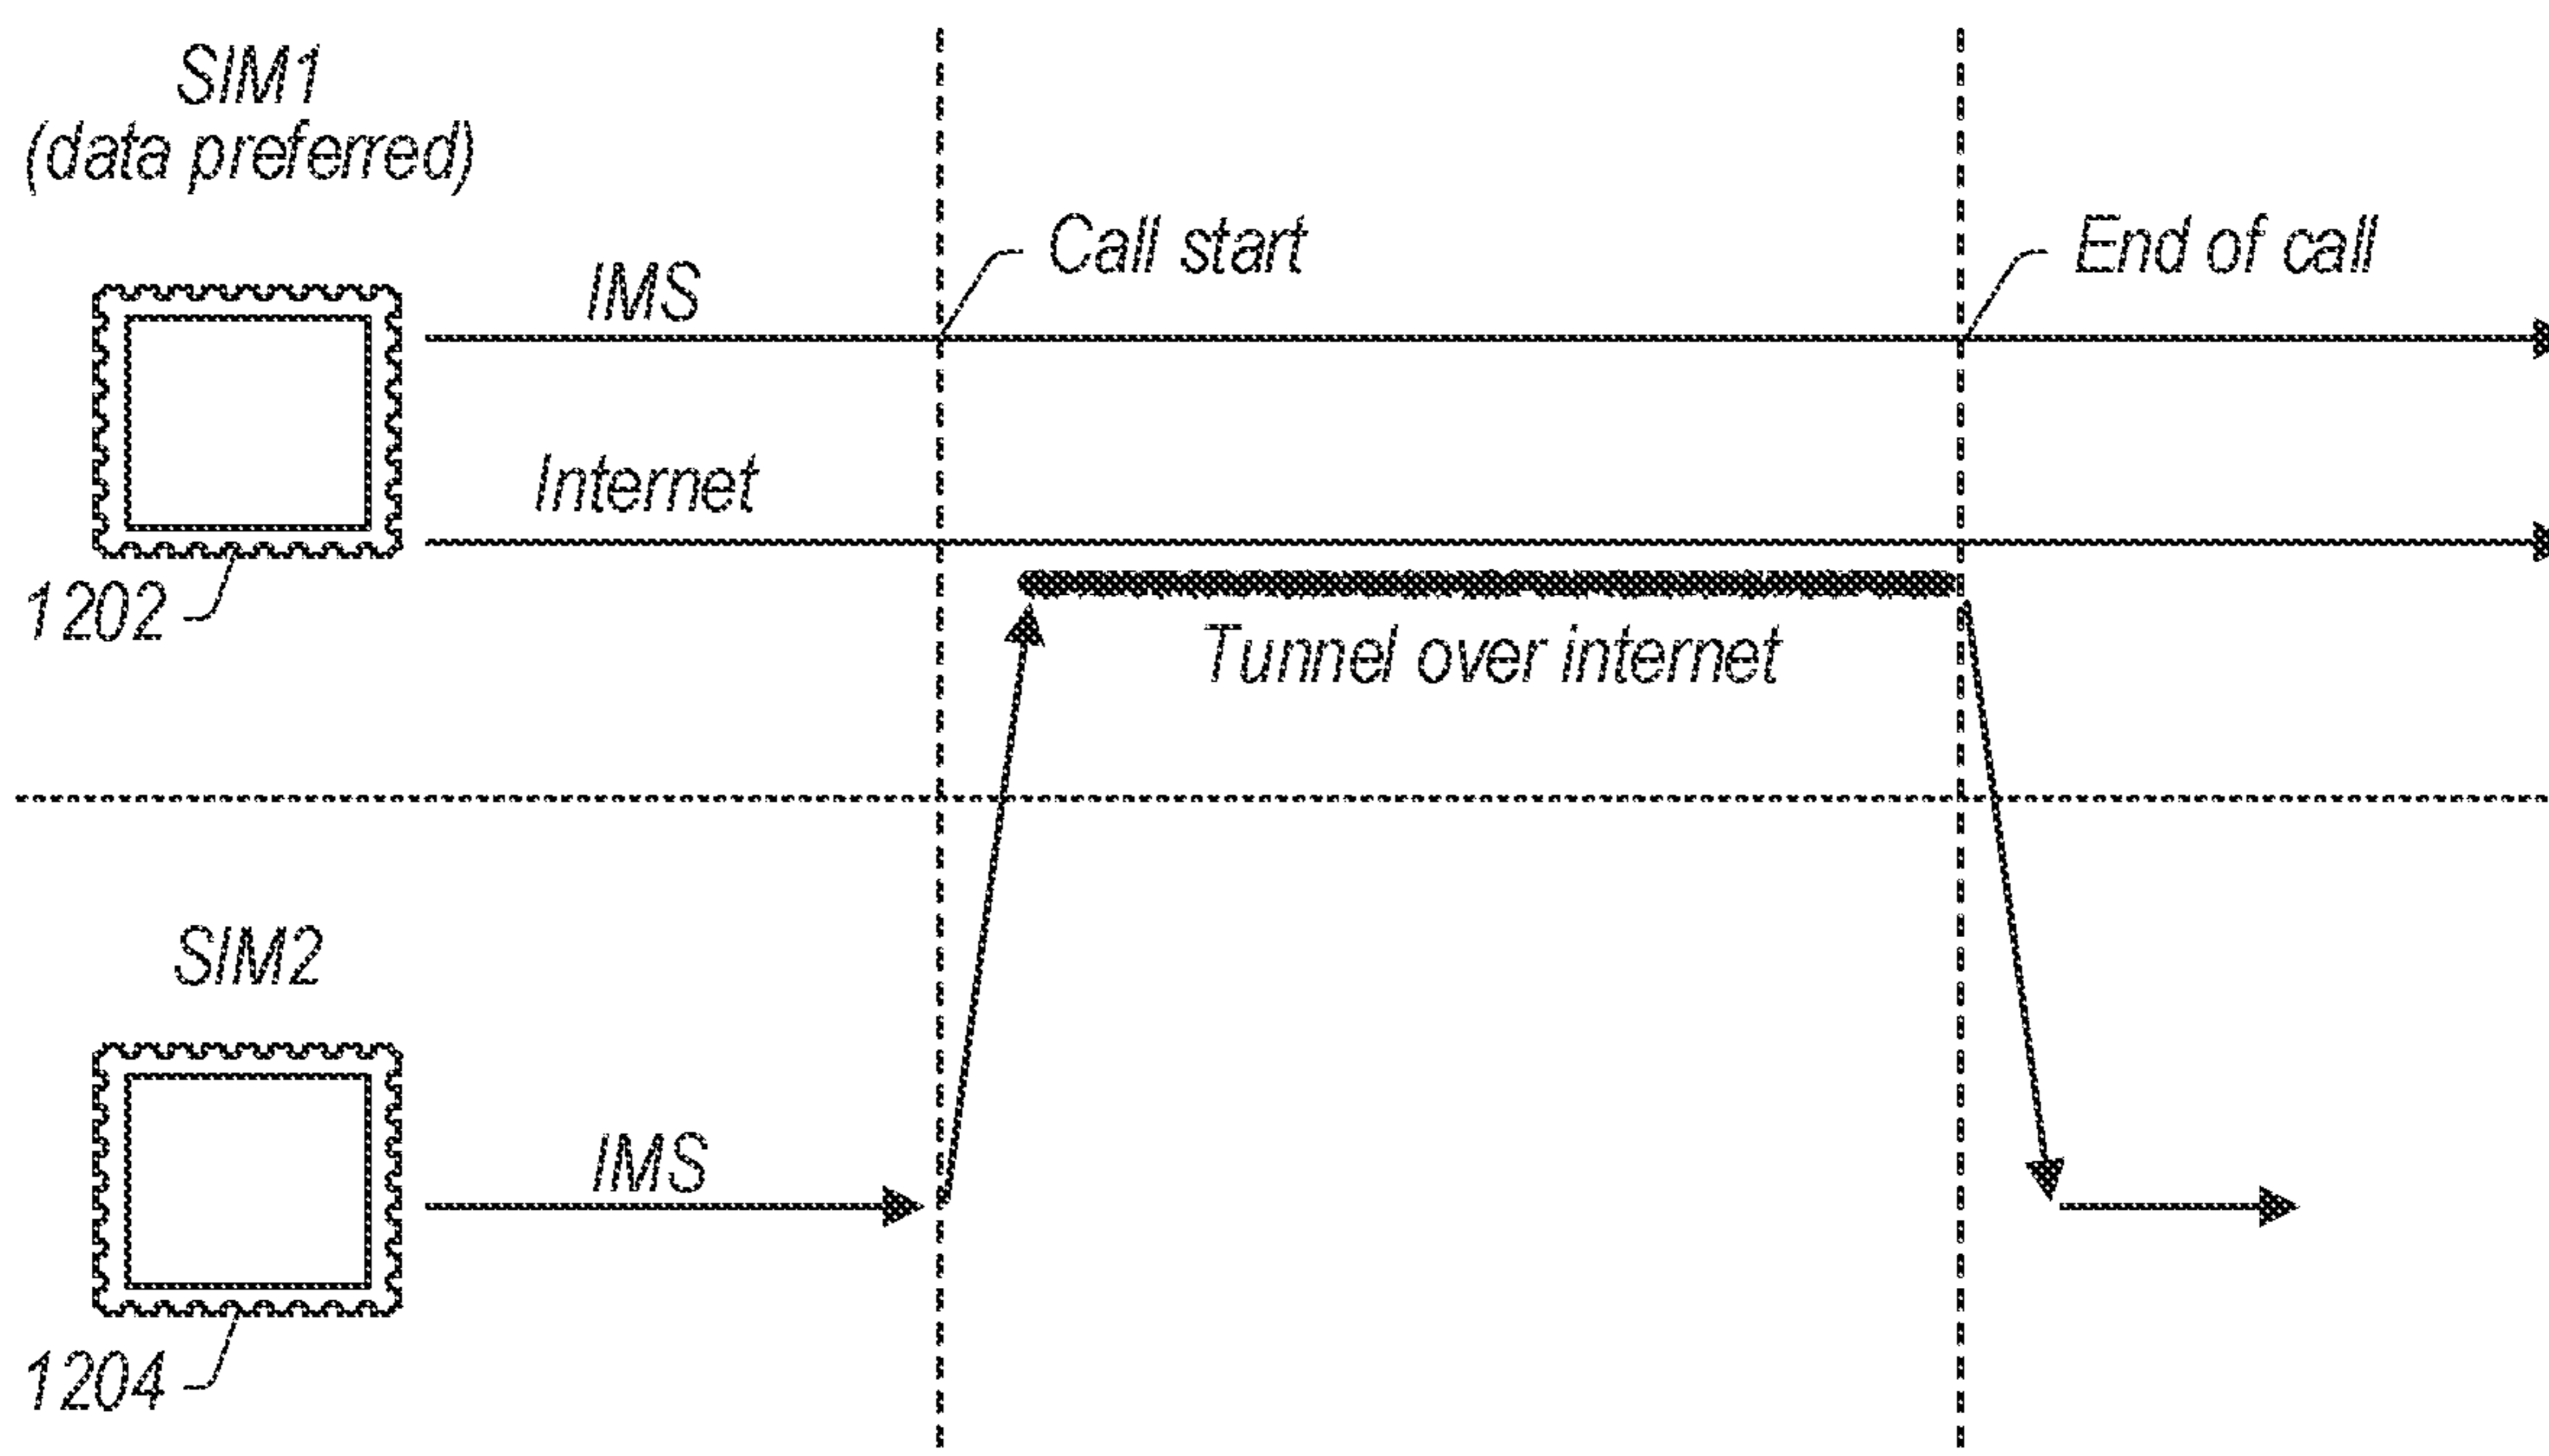 SIM1
(data preferred)
IMS
Call start
End of call
Internet
1202
Tunnel over internet
SIM2
IMS
1204